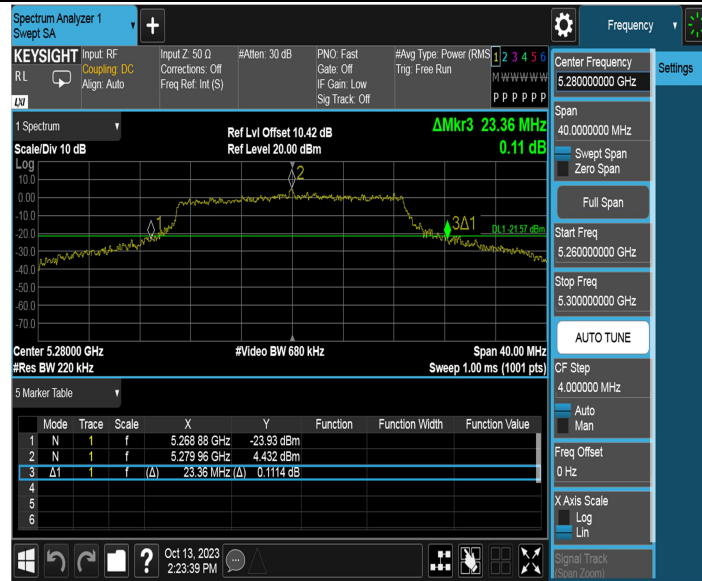 Spectrum Analyzer 1
Swept SA
+
Frequency
KEYSIGHT
RL
LXI
Input: RF
Coupling: DC
Align: Auto
Input Z: 50 Ω
Corrections: Off
Freq Ref: Int (S)
#Atten: 30 dB
PNO: Fast
Gate: Off
IF Gain: Low
Sig Track: Off
#Avg Type: Power (RMS
Trig: Free Run
1 2 3 4 5 6
M W W W W W
P P P P P P
1 Spectrum
Scale/Div 10 dB
Ref Lvl Offset 10.42 dB
Ref Level 20.00 dBm
ΔMkr3 23.36 MHz
0.11 dB
Log
10.0
0.00
-10.0
-20.0
-30.0
-40.0
-50.0
-60.0
-70.0
1
2
3Δ1
DL1 -21.57 dBm
Center 5.28000 GHz
#Video BW 680 kHz
Span 40.00 MHz
#Res BW 220 kHz
Sweep 1.00 ms (1001 pts)
5 Marker Table
Mode Trace Scale X Y Function Function Width Function Value
1 N 1 f 5.268 88 GHz -23.93 dBm
2 N 1 f 5.279 96 GHz 4.432 dBm
3 Δ1 1 f (Δ) 23.36 MHz (Δ) 0.1114 dB
4
5
6
Settings
Center Frequency
5.280000000 GHz
Span
40.0000000 MHz
Swept Span
Zero Span
Full Span
Start Freq
5.260000000 GHz
Stop Freq
5.300000000 GHz
AUTO TUNE
CF Step
4.000000 MHz
Auto
Man
Freq Offset
0 Hz
X Axis Scale
Log
Lin
Signal Track
(Span Zoom)
?
Oct 13, 2023
2:23:39 PM